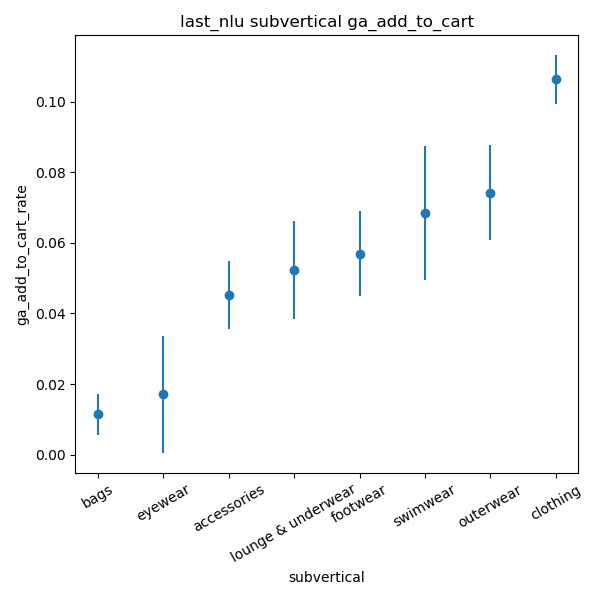 last_nlu subvertical ga_add_to_cart
ga_add_to_cart_rate
0.10
0.08
0.06
0.04
0.02
0.00
bags
eyewear
accessories
lounge & underwear
footwear
swimwear
outerwear
clothing
subvertical